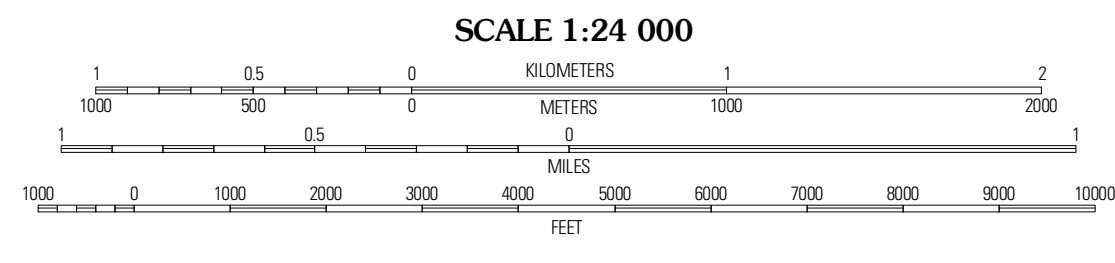 SCALE 1:24 000
1 0.5 0 KILOMETERS 1 2
1000 500 0 METERS 1000 2000
1 0.5 0 1
MILES
1000 0 1000 2000 3000 4000 5000 6000 7000 8000 9000 10000
FEET